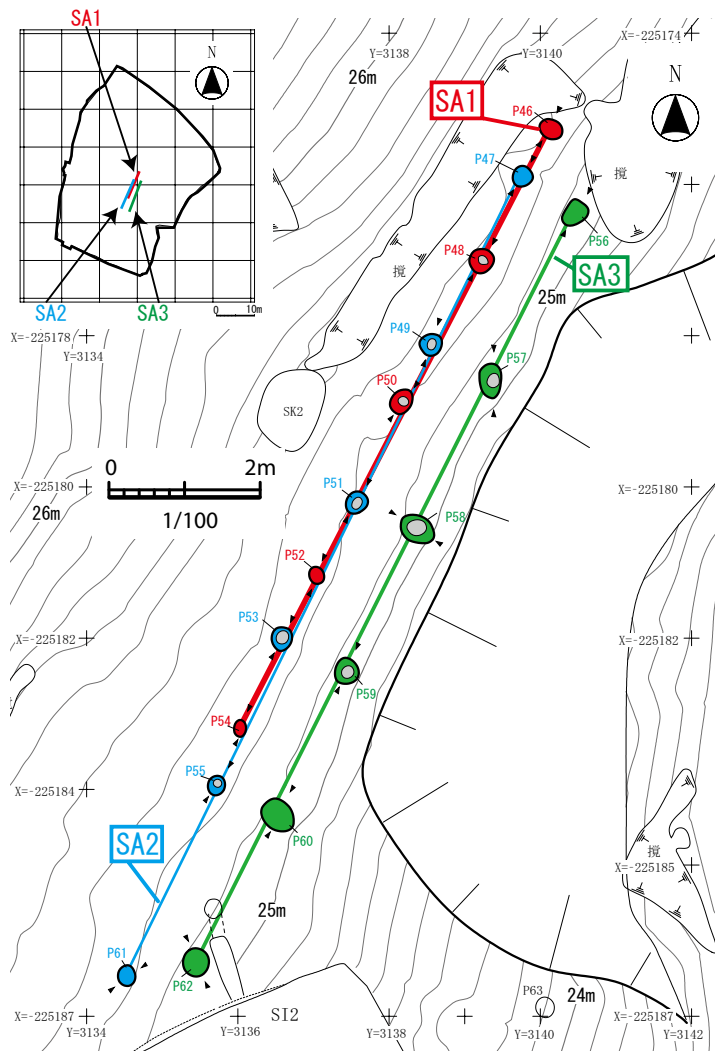 SA1
N
SA2
SA3
0 10m
Y=3138
Y=3140
X=-225174
26m
SA1
P46
N
P47
撹
P56
P48
SA3
撹
25m
X=-225178
Y=3134
P49
P57
P50
SK2
0 2m
1/100
P51
X=-225180
X=-225180
26m
P58
P52
P53
X=-225182
X=-225182
P59
P54
P55
X=-225184
SA2
P60
撹
X=-225185
25m
P61
P62
P63
24m
SI2
X=-225187
X=-225187
Y=3134
Y=3136
Y=3138
Y=3140
Y=3142